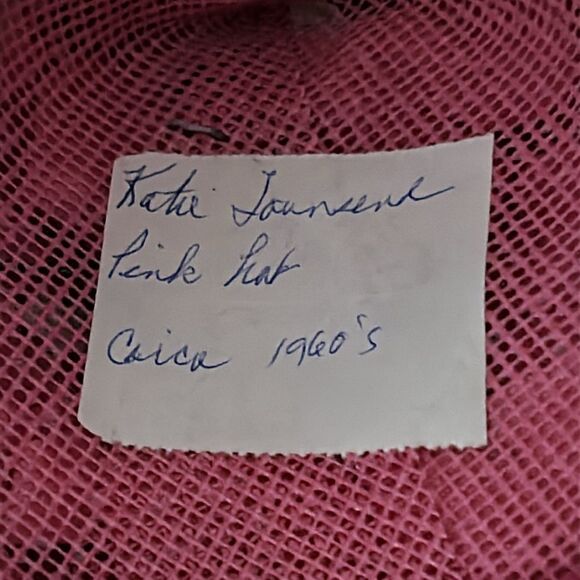 Katie Townsend
Pink hat
Circa 1960's